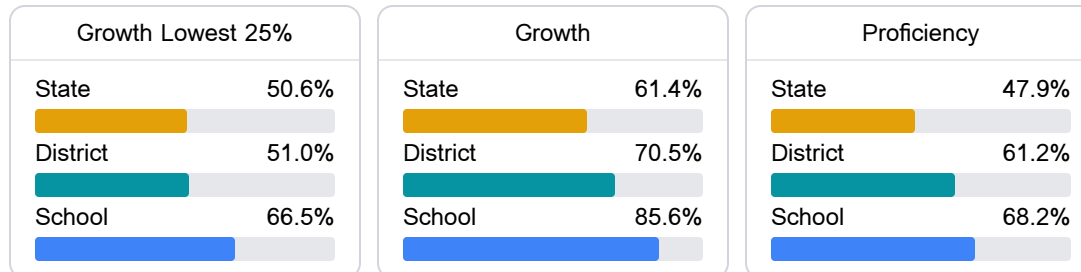 Growth Lowest 25%
State 50.6%
District 51.0%
School 66.5%
Growth
State 61.4%
District 70.5%
School 85.6%
Proficiency
State 47.9%
District 61.2%
School 68.2%